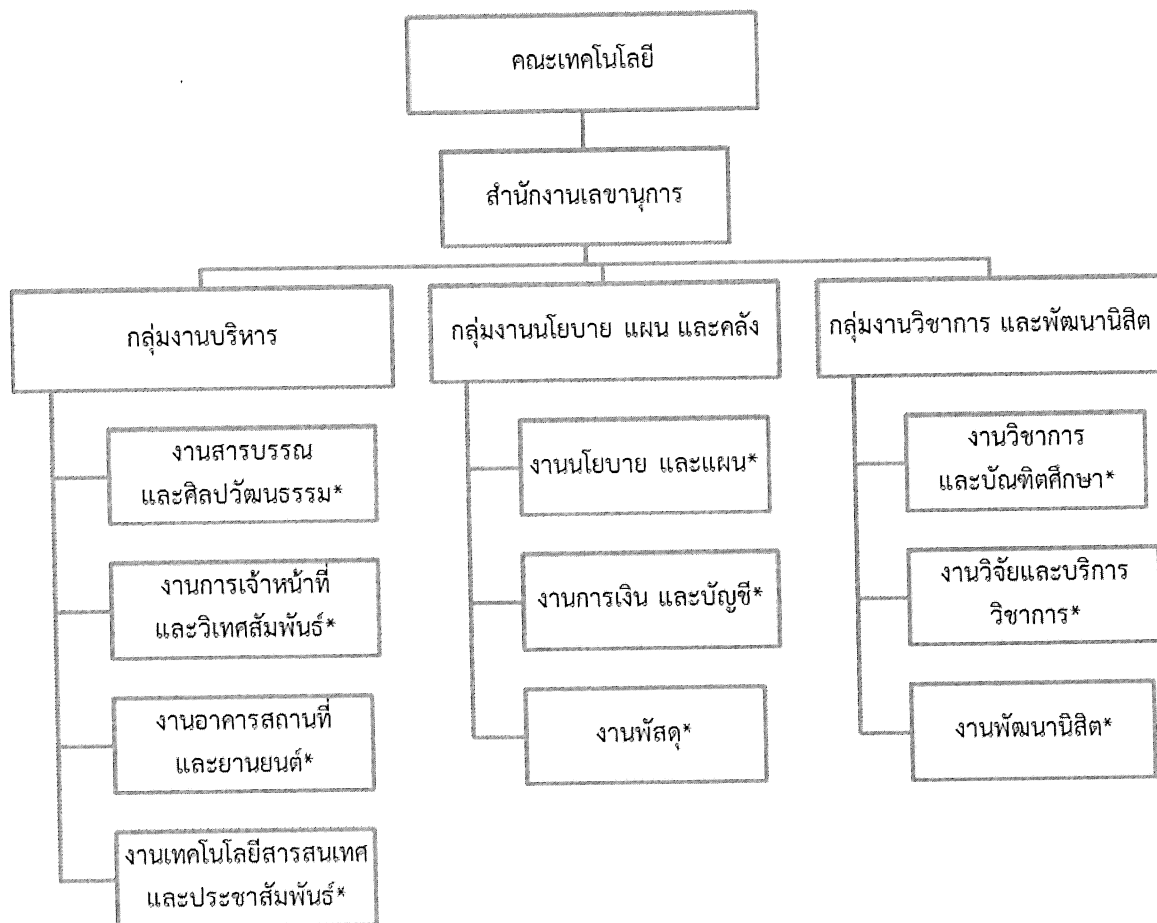 คณะเทคโนโลยี
สำนักงานเลขานุการ
กลุ่มงานบริหาร
งานสารบรรณ
และศิลปวัฒนธรรม*
งานการเจ้าหน้าที่
และวิเทศสัมพันธ์*
งานอาคารสถานที่
และยานยนต์*
งานเทคโนโลยีสารสนเทศ
และประชาสัมพันธ์*
กลุ่มงานนโยบาย แผน และคลัง
งานนโยบาย และแผน*
งานการเงิน และบัญชี*
งานพัสดุ*
กลุ่มงานวิชาการ และพัฒนานิสิต
งานวิชาการ
และบัณฑิตศึกษา*
งานวิจัยและบริการ
วิชาการ*
งานพัฒนานิสิต*